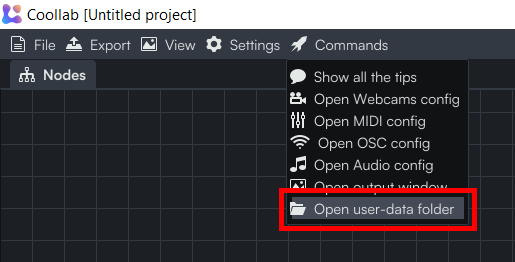 Coollab [Untitled project]
File Export View Settings Commands
Nodes
Show all the tips
Open Webcams config
Open MIDI config
Open OSC config
Open Audio config
Open output window
Open user-data folder